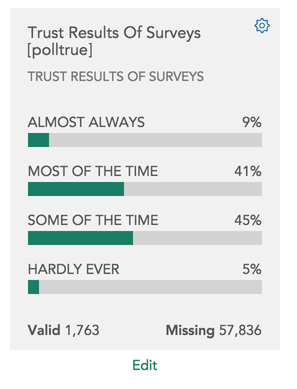 Trust Results Of Surveys
[polltrue]
TRUST RESULTS OF SURVEYS
ALMOST ALWAYS 9%
MOST OF THE TIME 41%
SOME OF THE TIME 45%
HARDLY EVER 5%
Valid 1,763 Missing 57,836
Edit